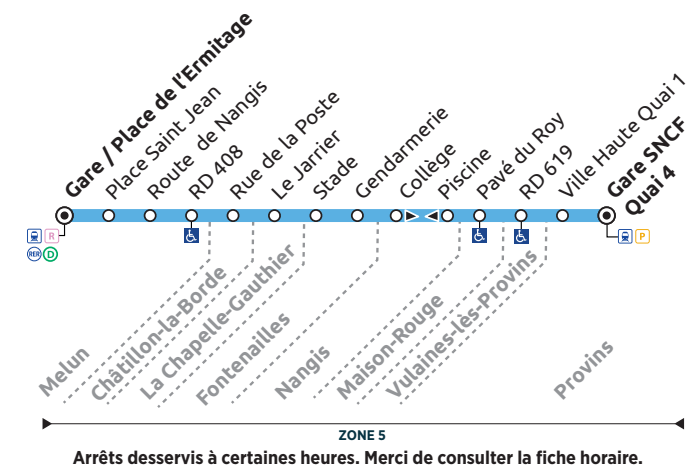 Gare / Place de l'Ermitage
Place Saint Jean
Route de Nangis
RD 408
Rue de la Poste
Le Jarrier
Stade
Gendarmerie
Collège
Piscine
Pavé du Roy
RD 619
Ville Haute Quai 1
Gare SNCF
Quai 4
R
RER D
P
Melun
Châtillon-la-Borde
La Chapelle-Gauthier
Fontenailles
Nangis
Maison-Rouge
Vulaines-lès-Provins
Provins
ZONE 5
Arrêts desservis à certaines heures. Merci de consulter la fiche horaire.